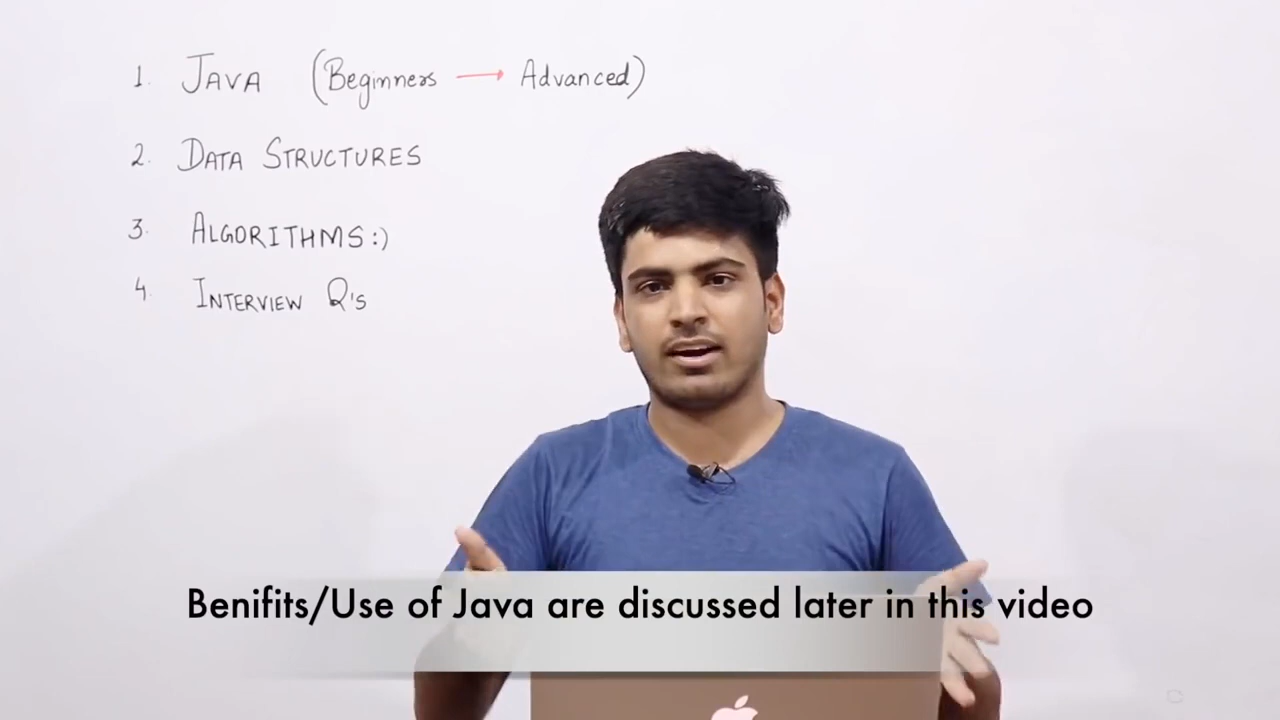 1. JAVA (Beginners → Advanced)
2. DATA STRUCTURES
3. ALGORITHMS:)
4. INTERVIEW Q's
Benifits/Use of Java are discussed later in this video